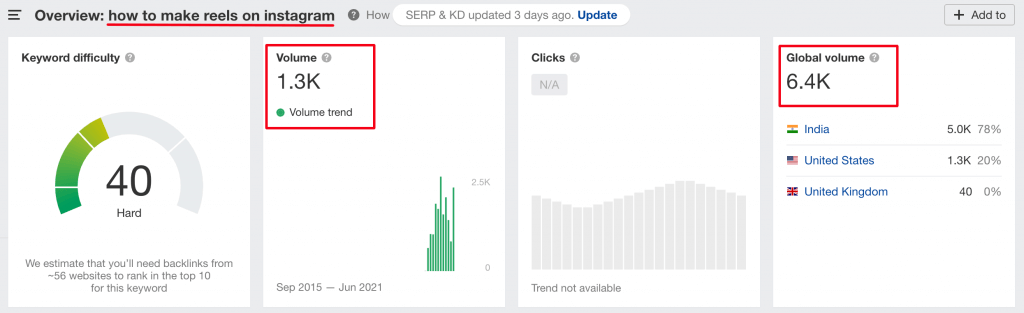 Overview: how to make reels on instagram ? How SERP & KD updated 3 days ago. Update + Add to
Keyword difficulty ?
40
Hard
We estimate that you'll need backlinks from
~56 websites to rank in the top 10
for this keyword
Volume ?
1.3K
Volume trend
2.5K
0
Sep 2015 — Jun 2021
Clicks ?
N/A
Trend not available
Global volume ?
6.4K
India 5.0K 78%
United States 1.3K 20%
United Kingdom 40 0%